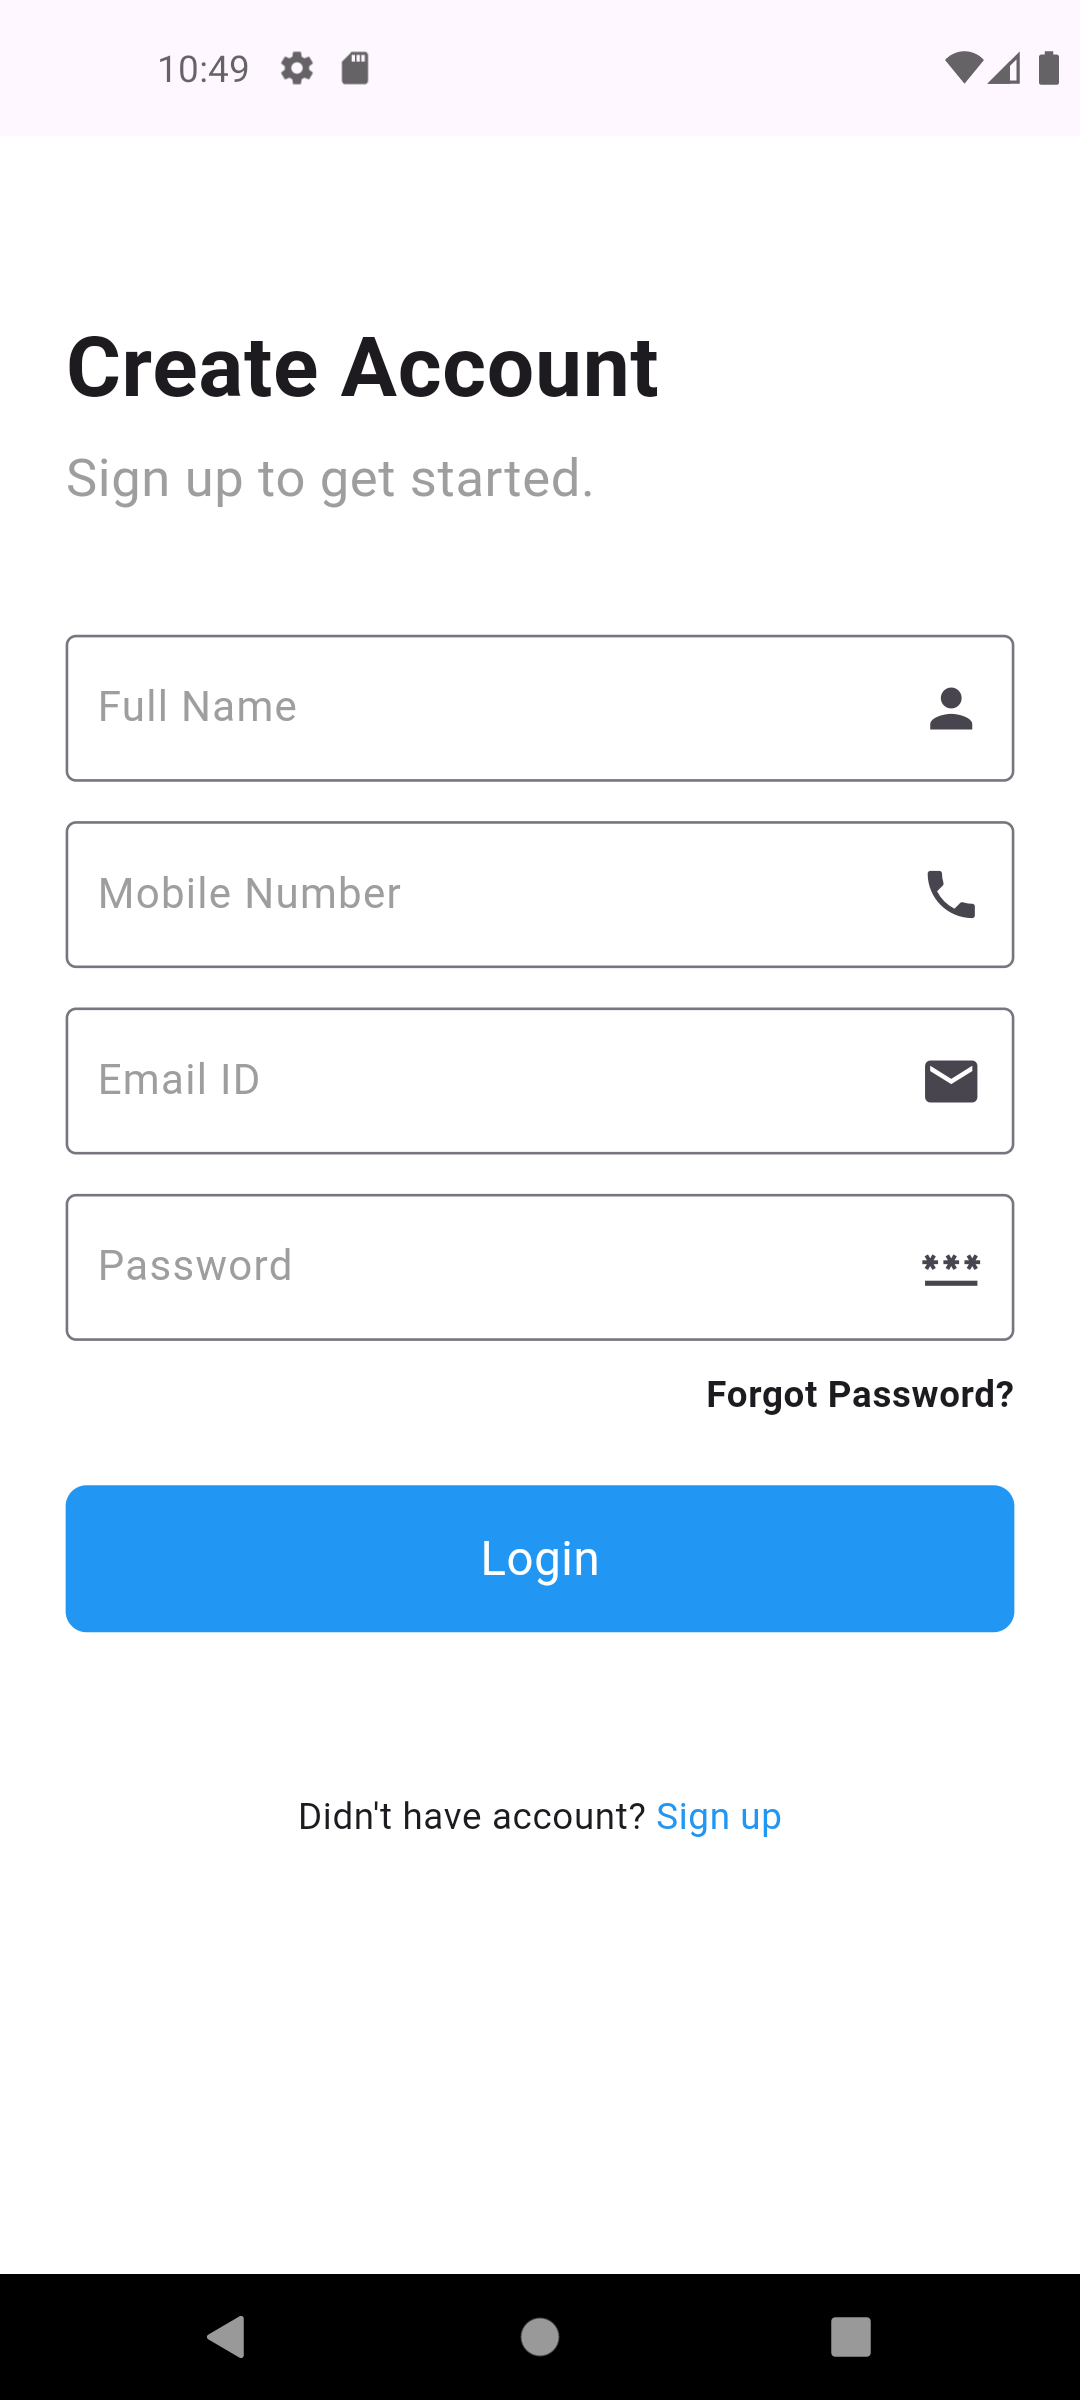 10:49
Create Account
Sign up to get started.
Full Name
Mobile Number
Email ID
Password
Forgot Password?
Login
Didn't have account? Sign up